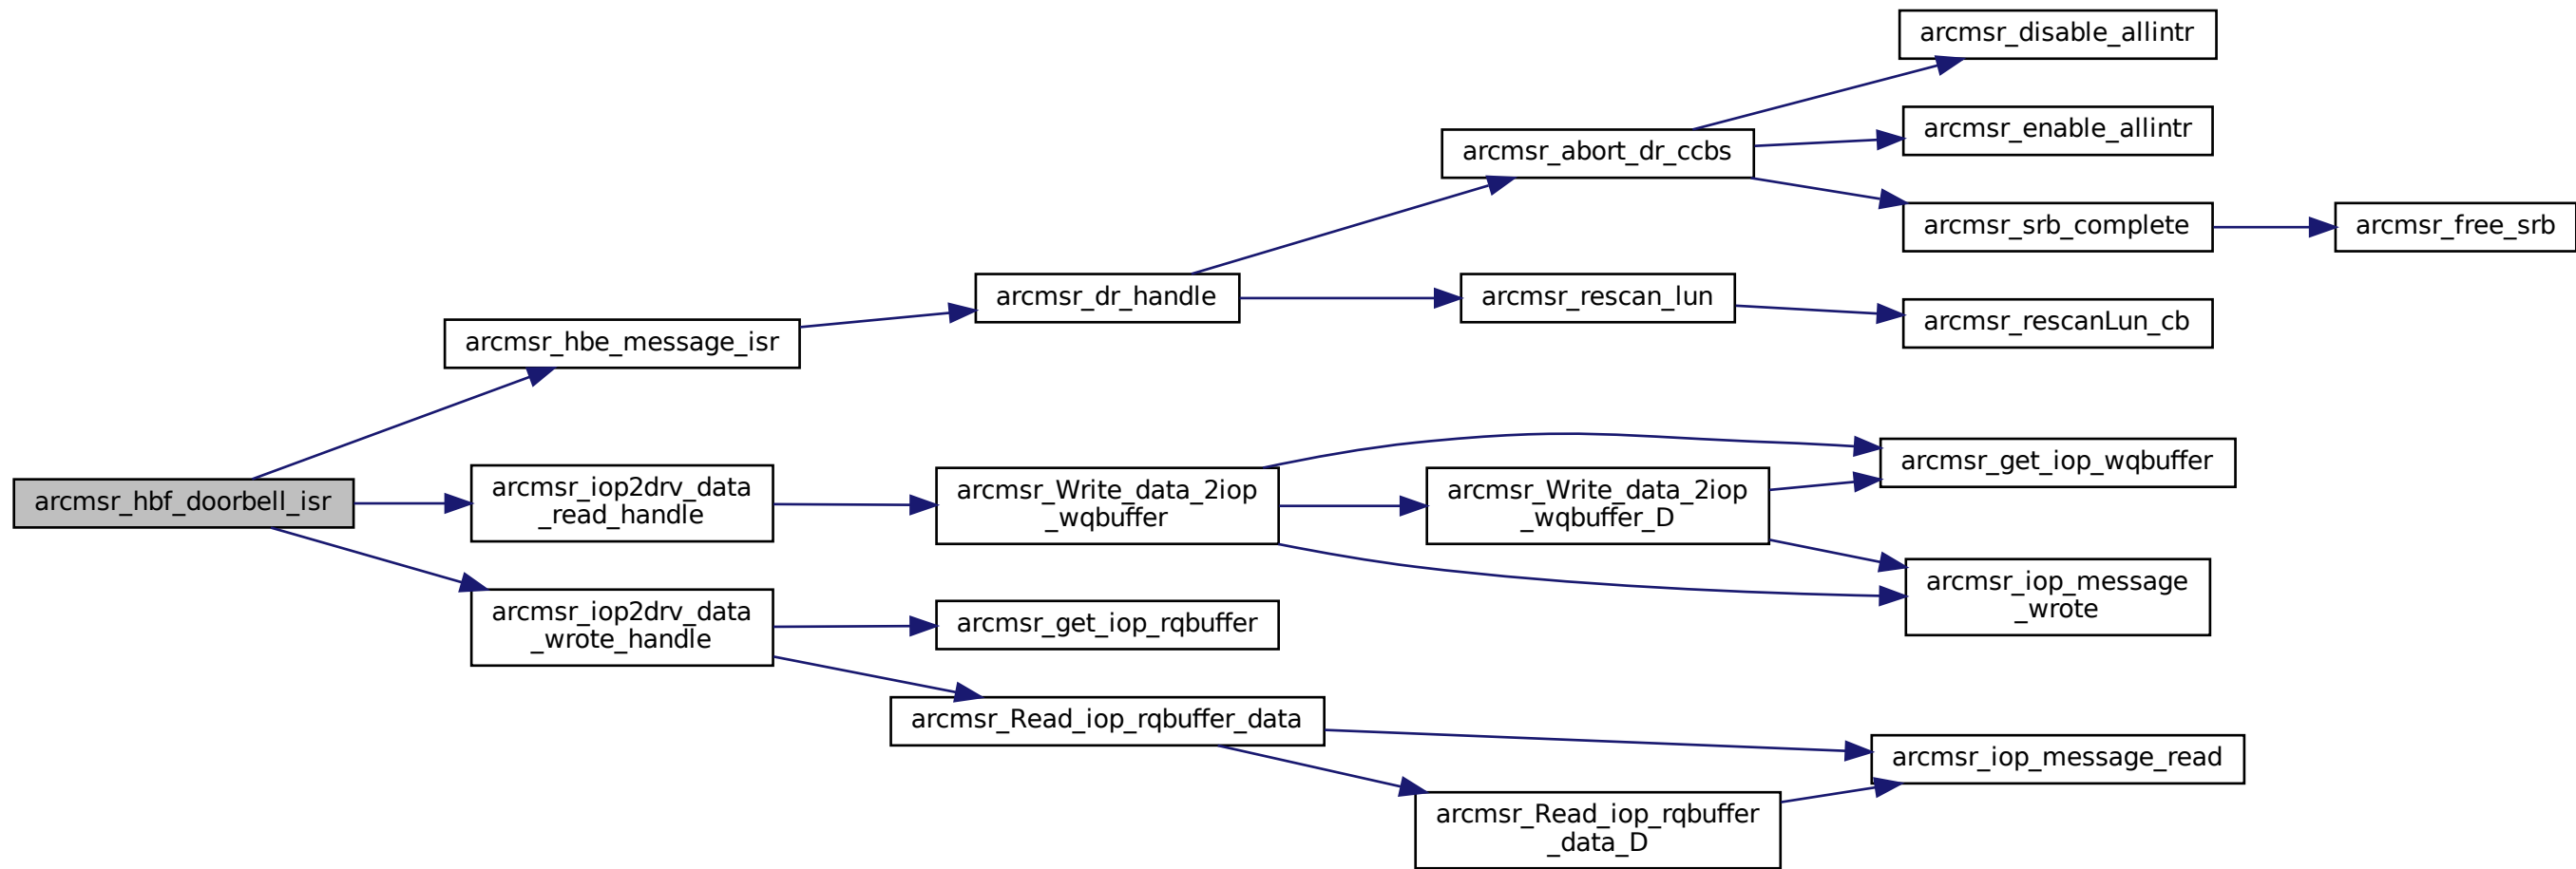 arcmsr_disable_allintr
arcmsr_enable_allintr
arcmsr_abort_dr_ccbs
arcmsr_srb_complete
arcmsr_free_srb
arcmsr_dr_handle
arcmsr_rescan_lun
arcmsr_rescanLun_cb
arcmsr_hbe_message_isr
arcmsr_get_iop_wqbuffer
arcmsr_hbf_doorbell_isr
arcmsr_iop2drv_data
_read_handle
arcmsr_Write_data_2iop
_wqbuffer
arcmsr_Write_data_2iop
_wqbuffer_D
arcmsr_iop_message
_wrote
arcmsr_iop2drv_data
_wrote_handle
arcmsr_get_iop_rqbuffer
arcmsr_Read_iop_rqbuffer_data
arcmsr_iop_message_read
arcmsr_Read_iop_rqbuffer
_data_D